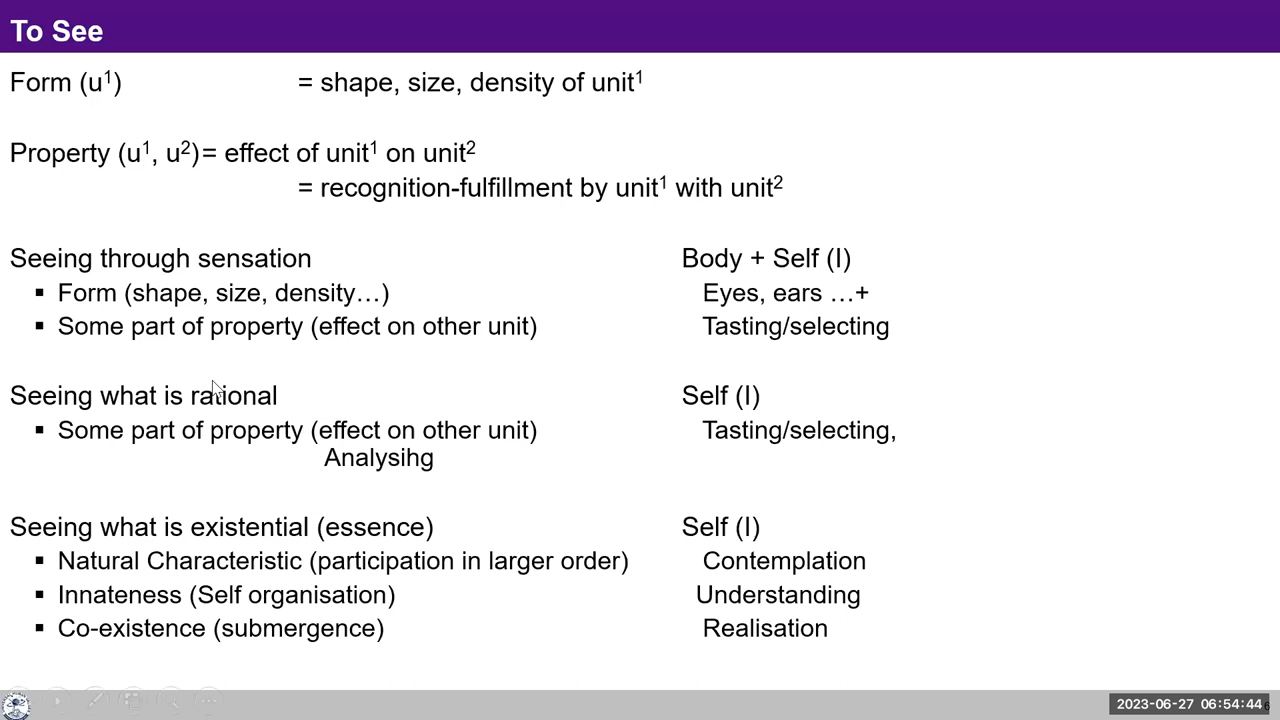 To See
Form (u¹) = shape, size, density of unit¹
Property (u¹, u²)= effect of unit¹ on unit²
= recognition-fulfillment by unit¹ with unit²
Seeing through sensation Body + Self (I)
▪ Form (shape, size, density…) Eyes, ears …+
▪ Some part of property (effect on other unit) Tasting/selecting
Seeing what is rational Self (I)
▪ Some part of property (effect on other unit) Tasting/selecting,
Analysihg
Seeing what is existential (essence) Self (I)
▪ Natural Characteristic (participation in larger order) Contemplation
▪ Innateness (Self organisation) Understanding
▪ Co-existence (submergence) Realisation
2023-06-27 06:54:44
6